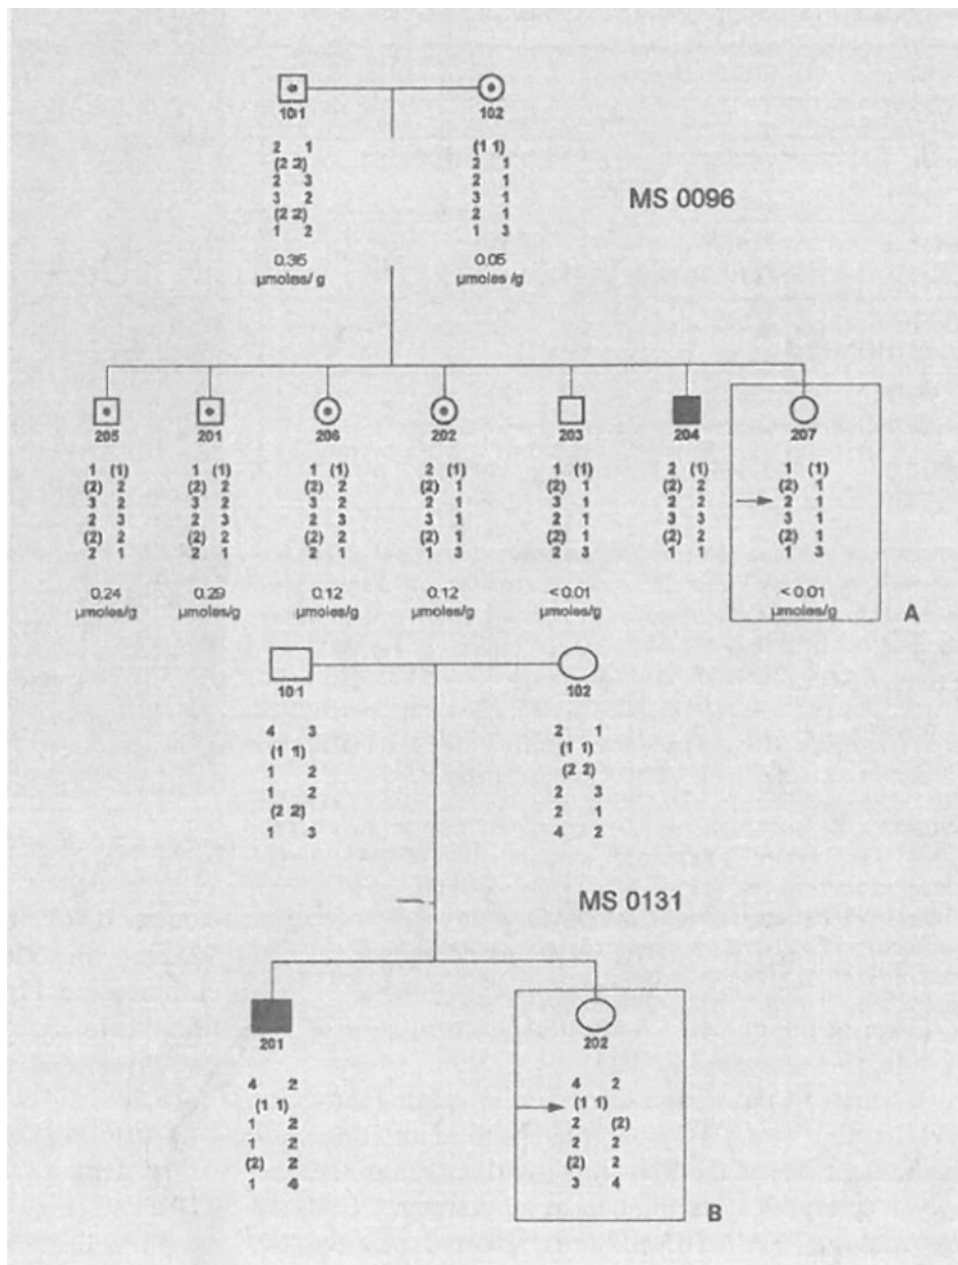 101 102
2 1 (1 1)
(2 2) 2 1
2 3 2 1
3 2 3 1
(2 2) 2 1
1 2 1 3
MS 0096
0.35 0.05
µmoles/ g µmoles /g
205 201 206 202 203 204 207
1 (1) 1 (1) 1 (1) 2 (1) 1 (1) 2 (1) 1 (1)
(2) 2 (2) 2 (2) 2 (2) 1 (2) 1 (2) 2 (2) 1
3 2 3 2 3 2 2 1 3 1 2 2 2 1
2 3 2 3 2 3 3 1 2 1 3 3 3 1
(2) 2 (2) 2 (2) 2 (2) 1 (2) 1 (2) 2 (2) 1
2 1 2 1 2 1 1 3 2 3 1 1 1 3
0.24 0.29 0.12 0.12 <0.01 <0.01
µmoles/g µmoles/g µmoles/g µmoles/g µmoles/g µmoles/g
A
101 102
4 3 2 1
(1 1) (1 1)
1 2 (2 2)
1 2 2 3
(2 2) 2 1
1 3 4 2
MS 0131
201 202
4 2 4 2
(1 1) (1 1)
1 2 2 (2)
1 2 2 2
(2) 2 (2) 2
1 4 3 4
B